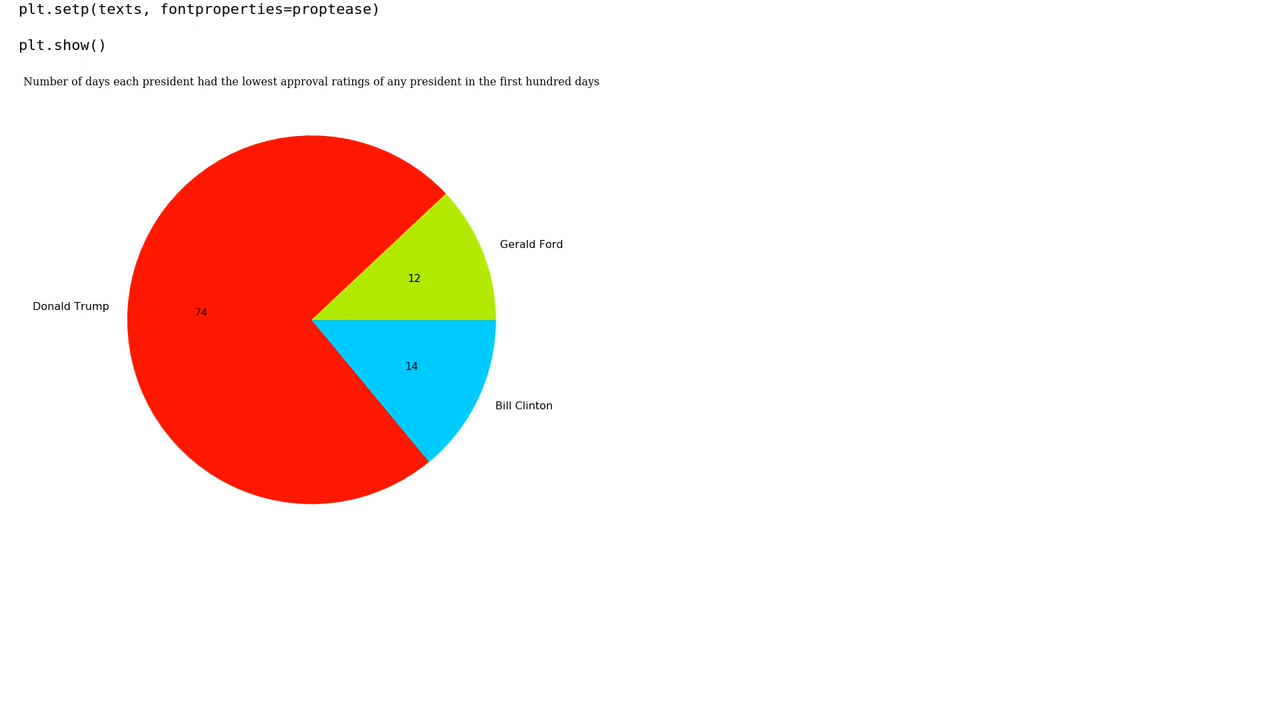 plt.setp(texts, fontproperties=proptease)
plt.show()
Number of days each president had the lowest approval ratings of any president in the first hundred days
Gerald Ford
12
Donald Trump
74
14
Bill Clinton